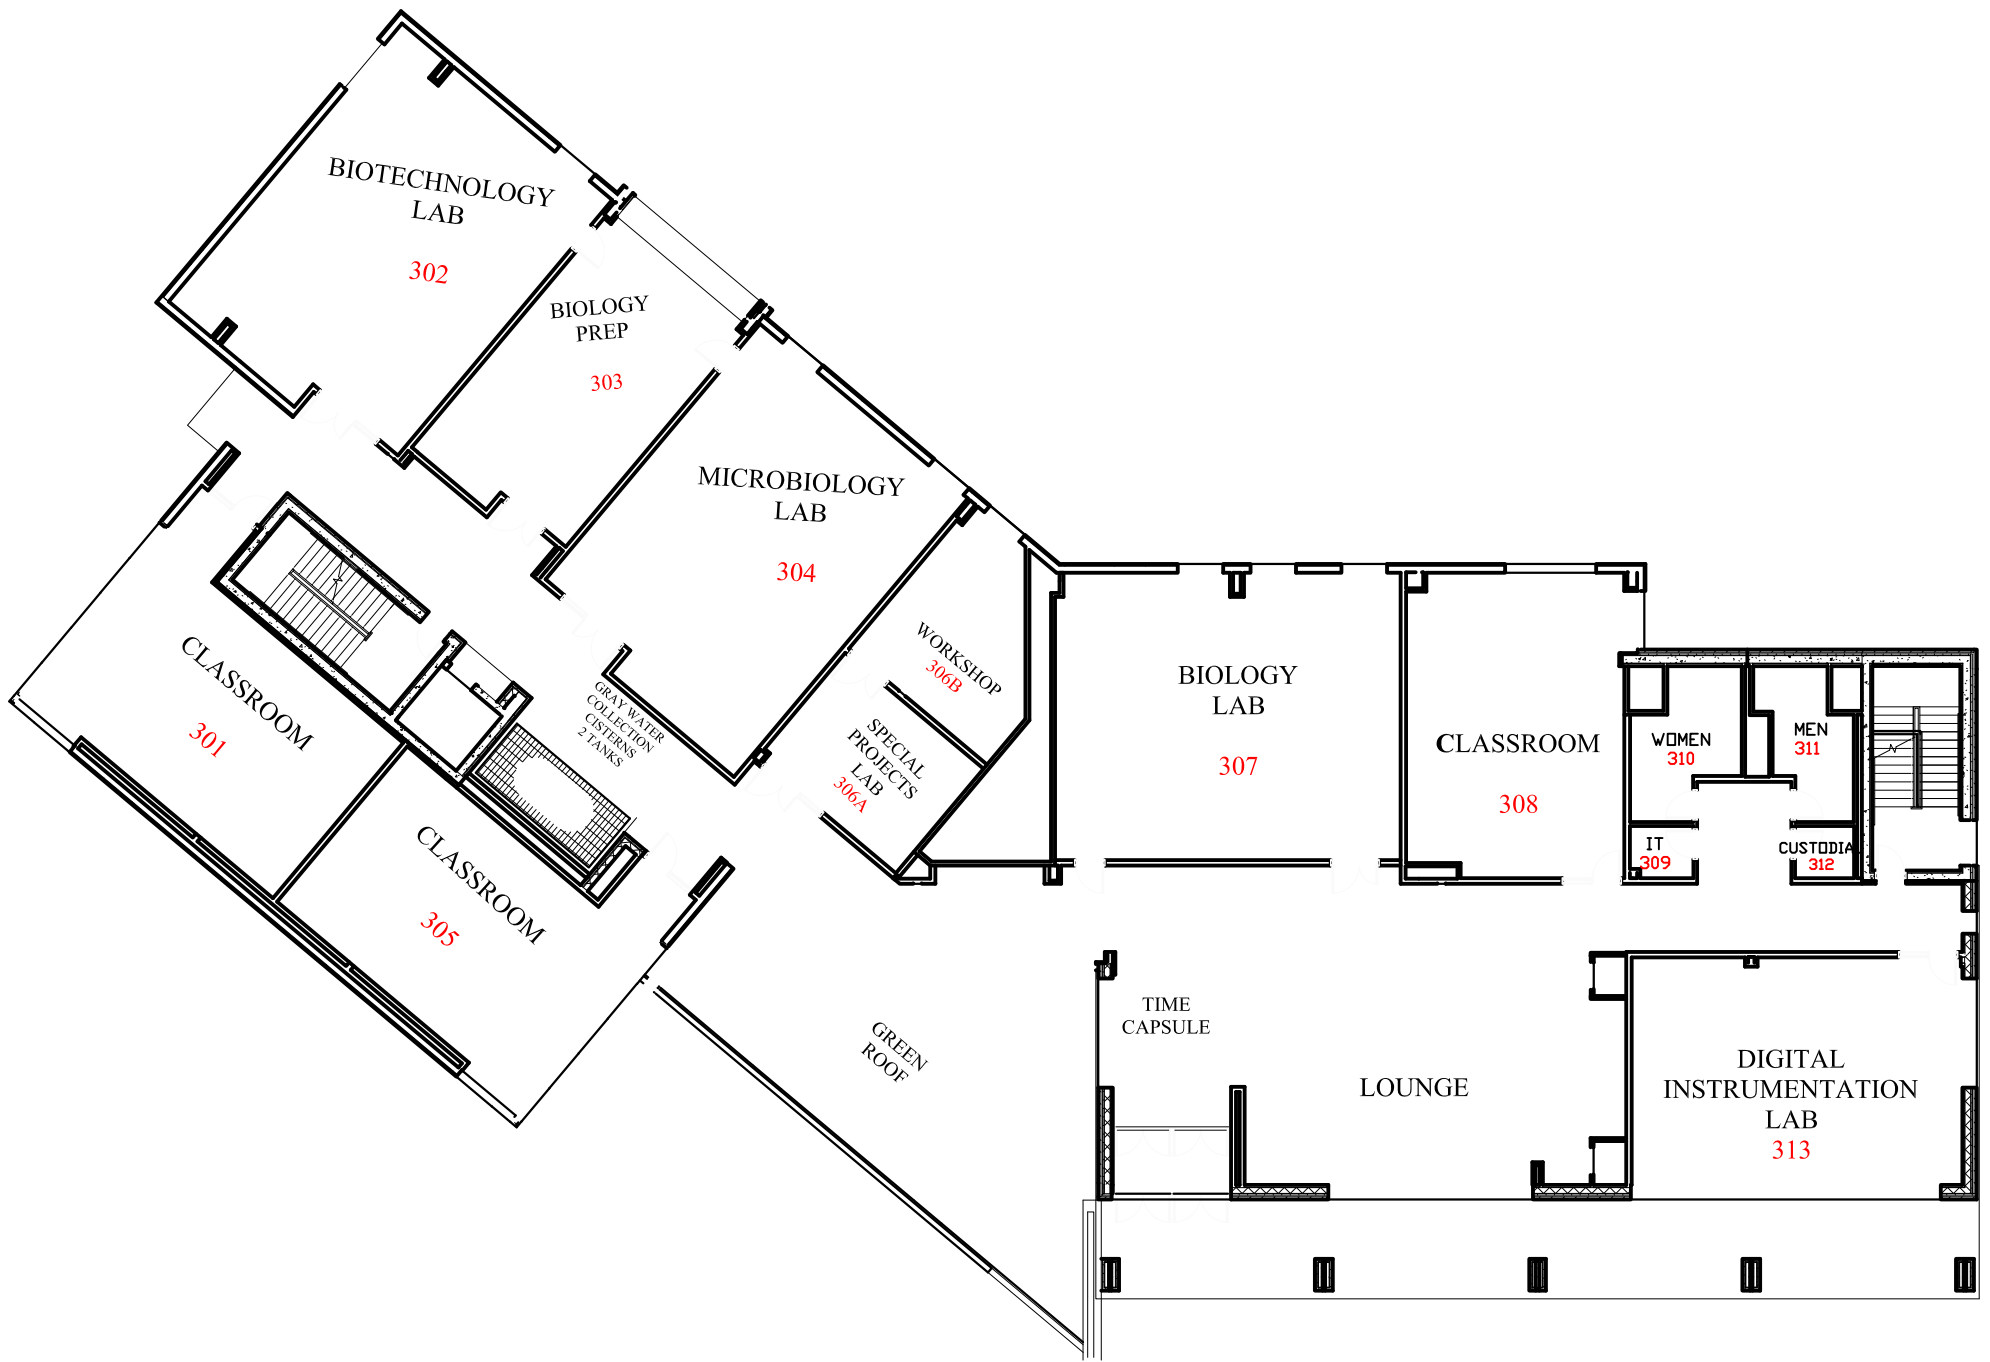 BIOTECHNOLOGY
LAB
302
BIOLOGY
PREP
303
MICROBIOLOGY
LAB
304
CLASSROOM
301
GRAY WATER
COLLECTION
CISTERNS
2 TANKS
WORKSHOP
306B
SPECIAL
PROJECTS
LAB
306A
CLASSROOM
305
BIOLOGY
LAB
307
CLASSROOM
308
WOMEN
310
MEN
311
IT
309
CUSTODIA
312
GREEN
ROOF
TIME
CAPSULE
LOUNGE
DIGITAL
INSTRUMENTATION
LAB
313